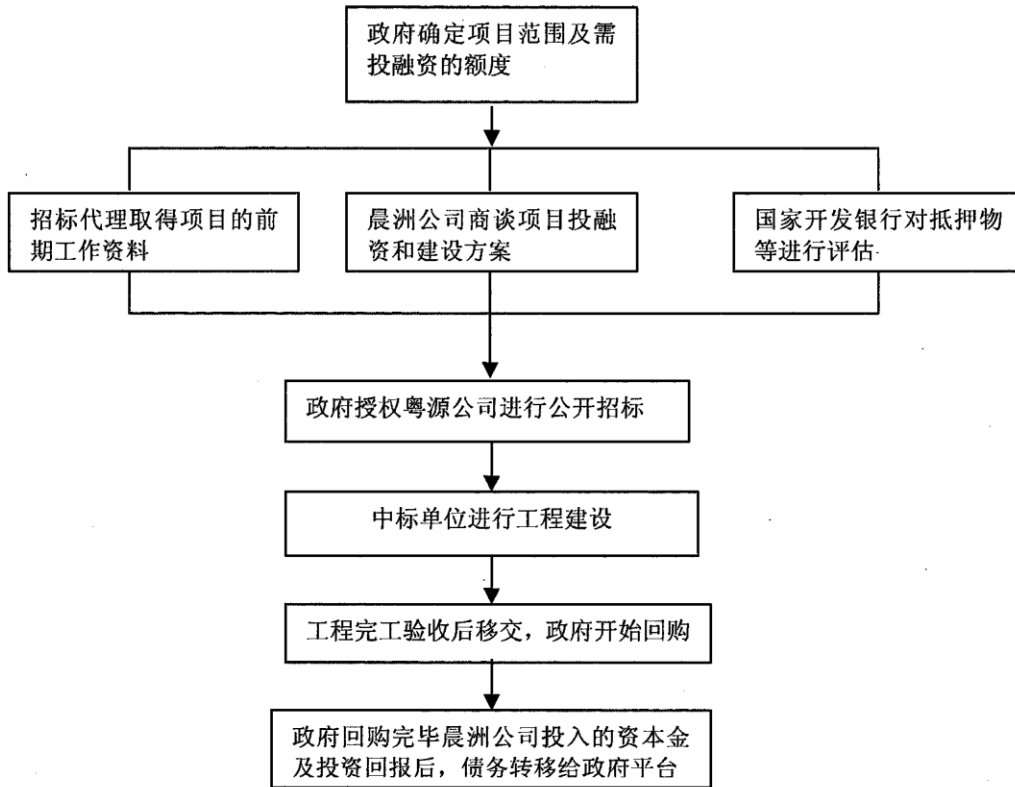 政府确定项目范围及需
投融资的额度
招标代理取得项目的前
期工作资料
晨洲公司商谈项目投融
资和建设方案
国家开发银行对抵押物
等进行评估
政府授权粤源公司进行公开招标
中标单位进行工程建设
工程完工验收后移交，政府开始回购
政府回购完毕晨洲公司投入的资本金
及投资回报后，债务转移给政府平台